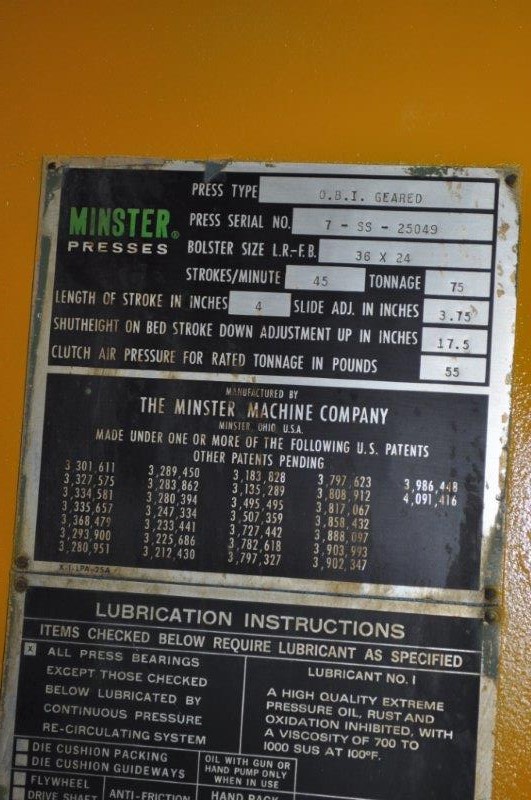 PRESS TYPE O.B.I. GEARED
MINSTER®
PRESSES
PRESS SERIAL NO. 7 - SS - 25049
BOLSTER SIZE L.R.-F.B. 36 X 24
STROKES/MINUTE 45 TONNAGE 75
LENGTH OF STROKE IN INCHES 4 SLIDE ADJ. IN INCHES 3.75
SHUTHEIGHT ON BED STROKE DOWN ADJUSTMENT UP IN INCHES 17.5
CLUTCH AIR PRESSURE FOR RATED TONNAGE IN POUNDS 55
MANUFACTURED BY
THE MINSTER MACHINE COMPANY
MINSTER, OHIO, U.S.A.
MADE UNDER ONE OR MORE OF THE FOLLOWING U.S. PATENTS
OTHER PATENTS PENDING
3,301,611 3,289,450 3,183,828 3,797,623 3,986,448
3,327,575 3,283,862 3,135,289 3,808,912 4,091,416
3,334,581 3,280,394 3,495,495 3,817,067
3,335,657 3,247,334 3,507,359 3,858,432
3,368,479 3,233,441 3,727,442 3,888,097
3,293,900 3,225,686 3,782,618 3,903,993
3,280,951 3,212,430 3,797,327 3,902,347
LUBRICATION INSTRUCTIONS
ITEMS CHECKED BELOW REQUIRE LUBRICANT AS SPECIFIED
X ALL PRESS BEARINGS
EXCEPT THOSE CHECKED
BELOW LUBRICATED BY
CONTINUOUS PRESSURE
RE-CIRCULATING SYSTEM
LUBRICANT NO. 1
A HIGH QUALITY EXTREME
PRESSURE OIL, RUST AND
OXIDATION INHIBITED, WITH
A VISCOSITY OF 700 TO
1000 SUS AT 100°F.
DIE CUSHION PACKING
DIE CUSHION GUIDEWAYS
OIL WITH GUN OR
HAND PUMP ONLY
WHEN IN USE
FLYWHEEL
DRIVE SHAFT
ANTI-FRICTION
HAND PACK